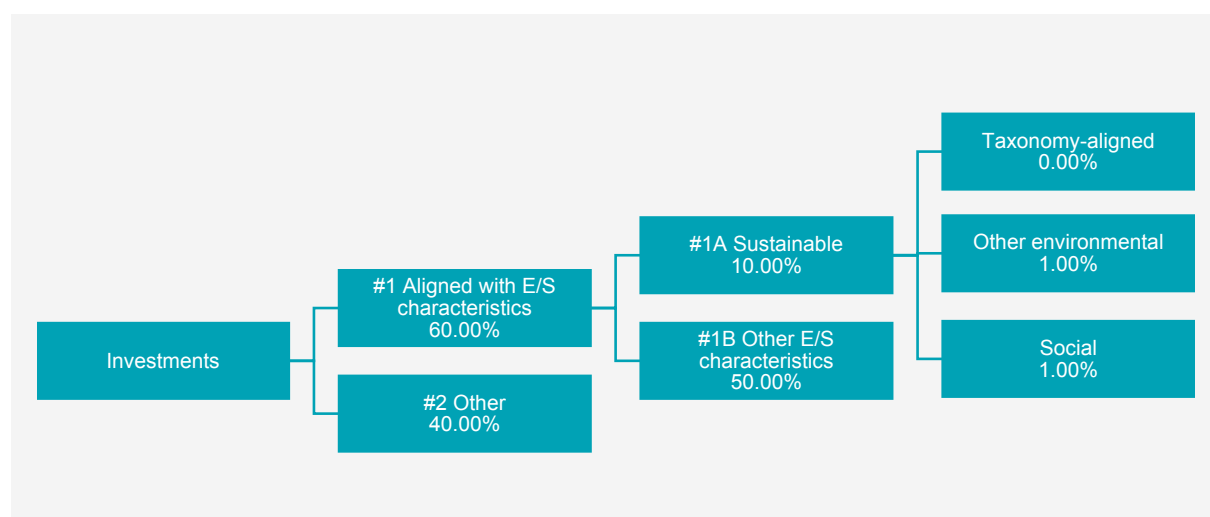 Investments
#1 Aligned with E/S
characteristics
60.00%
#2 Other
40.00%
#1A Sustainable
10.00%
#1B Other E/S
characteristics
50.00%
Taxonomy-aligned
0.00%
Other environmental
1.00%
Social
1.00%